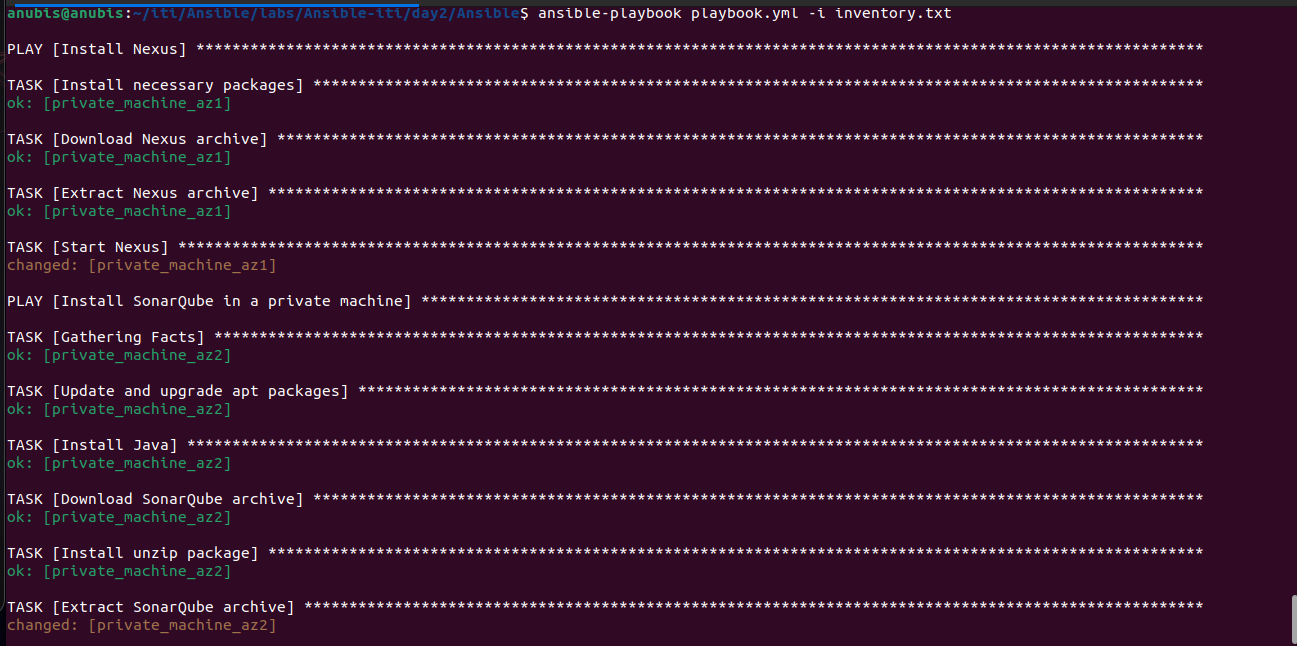 anubis@anubis:~/iti/Ansible/labs/Ansible-iti/day2/Ansible$ ansible-playbook playbook.yml -i inventory.txt
PLAY [Install Nexus] ****************************************************************************************************************
TASK [Install necessary packages] ***************************************************************************************************
ok: [private_machine_az1]
TASK [Download Nexus archive] *******************************************************************************************************
ok: [private_machine_az1]
TASK [Extract Nexus archive] ********************************************************************************************************
ok: [private_machine_az1]
TASK [Start Nexus] ******************************************************************************************************************
changed: [private_machine_az1]
PLAY [Install SonarQube in a private machine] ***************************************************************************************
TASK [Gathering Facts] **************************************************************************************************************
ok: [private_machine_az2]
TASK [Update and upgrade apt packages] **********************************************************************************************
ok: [private_machine_az2]
TASK [Install Java] *****************************************************************************************************************
ok: [private_machine_az2]
TASK [Download SonarQube archive] ***************************************************************************************************
ok: [private_machine_az2]
TASK [Install unzip package] ********************************************************************************************************
ok: [private_machine_az2]
TASK [Extract SonarQube archive] ****************************************************************************************************
changed: [private_machine_az2]